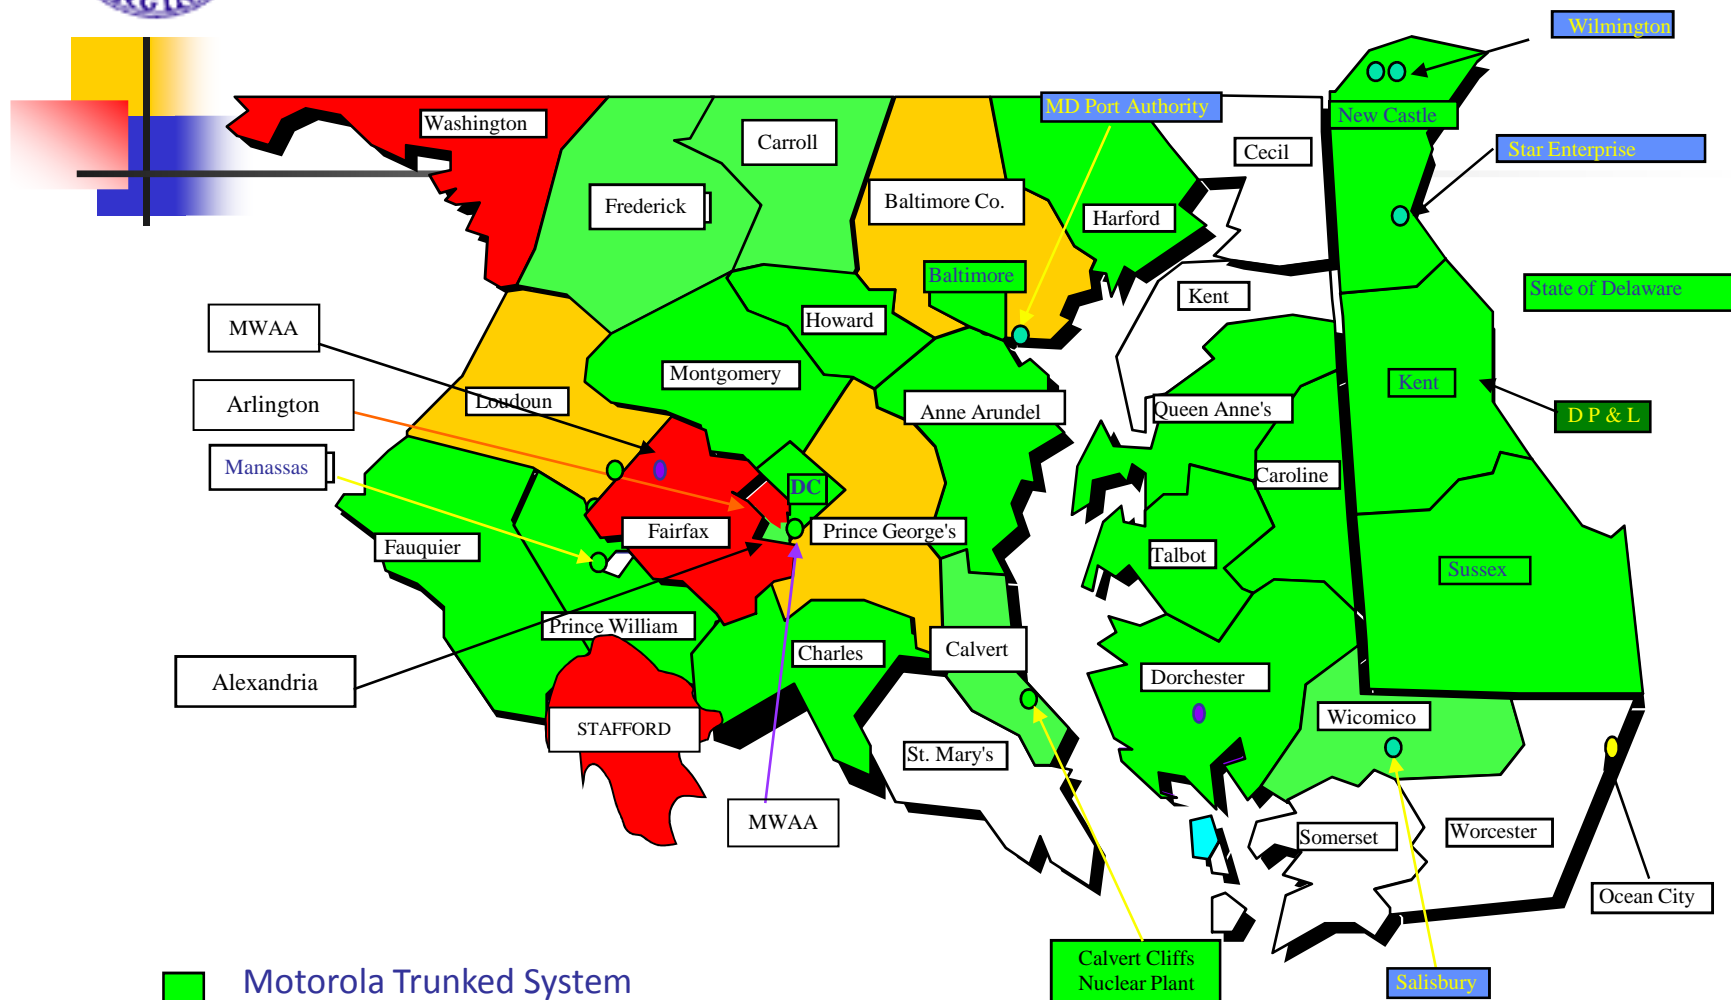 Wilmington
MD Port Authority
New Castle
Washington
Carroll
Cecil
Star Enterprise
Frederick
Baltimore Co.
Harford
Baltimore
Kent
State of Delaware
MWAA
Howard
Montgomery
Kent
Arlington
Loudoun
Anne Arundel
Queen Anne's
D P & L
Manassas
Caroline
DC
Fairfax
Prince George's
Fauquier
Talbot
Sussex
Prince William
Charles
Calvert
Alexandria
Dorchester
Wicomico
STAFFORD
St. Mary's
MWAA
Somerset
Worcester
Ocean City
Calvert Cliffs
Nuclear Plant
Salisbury
Motorola Trunked System